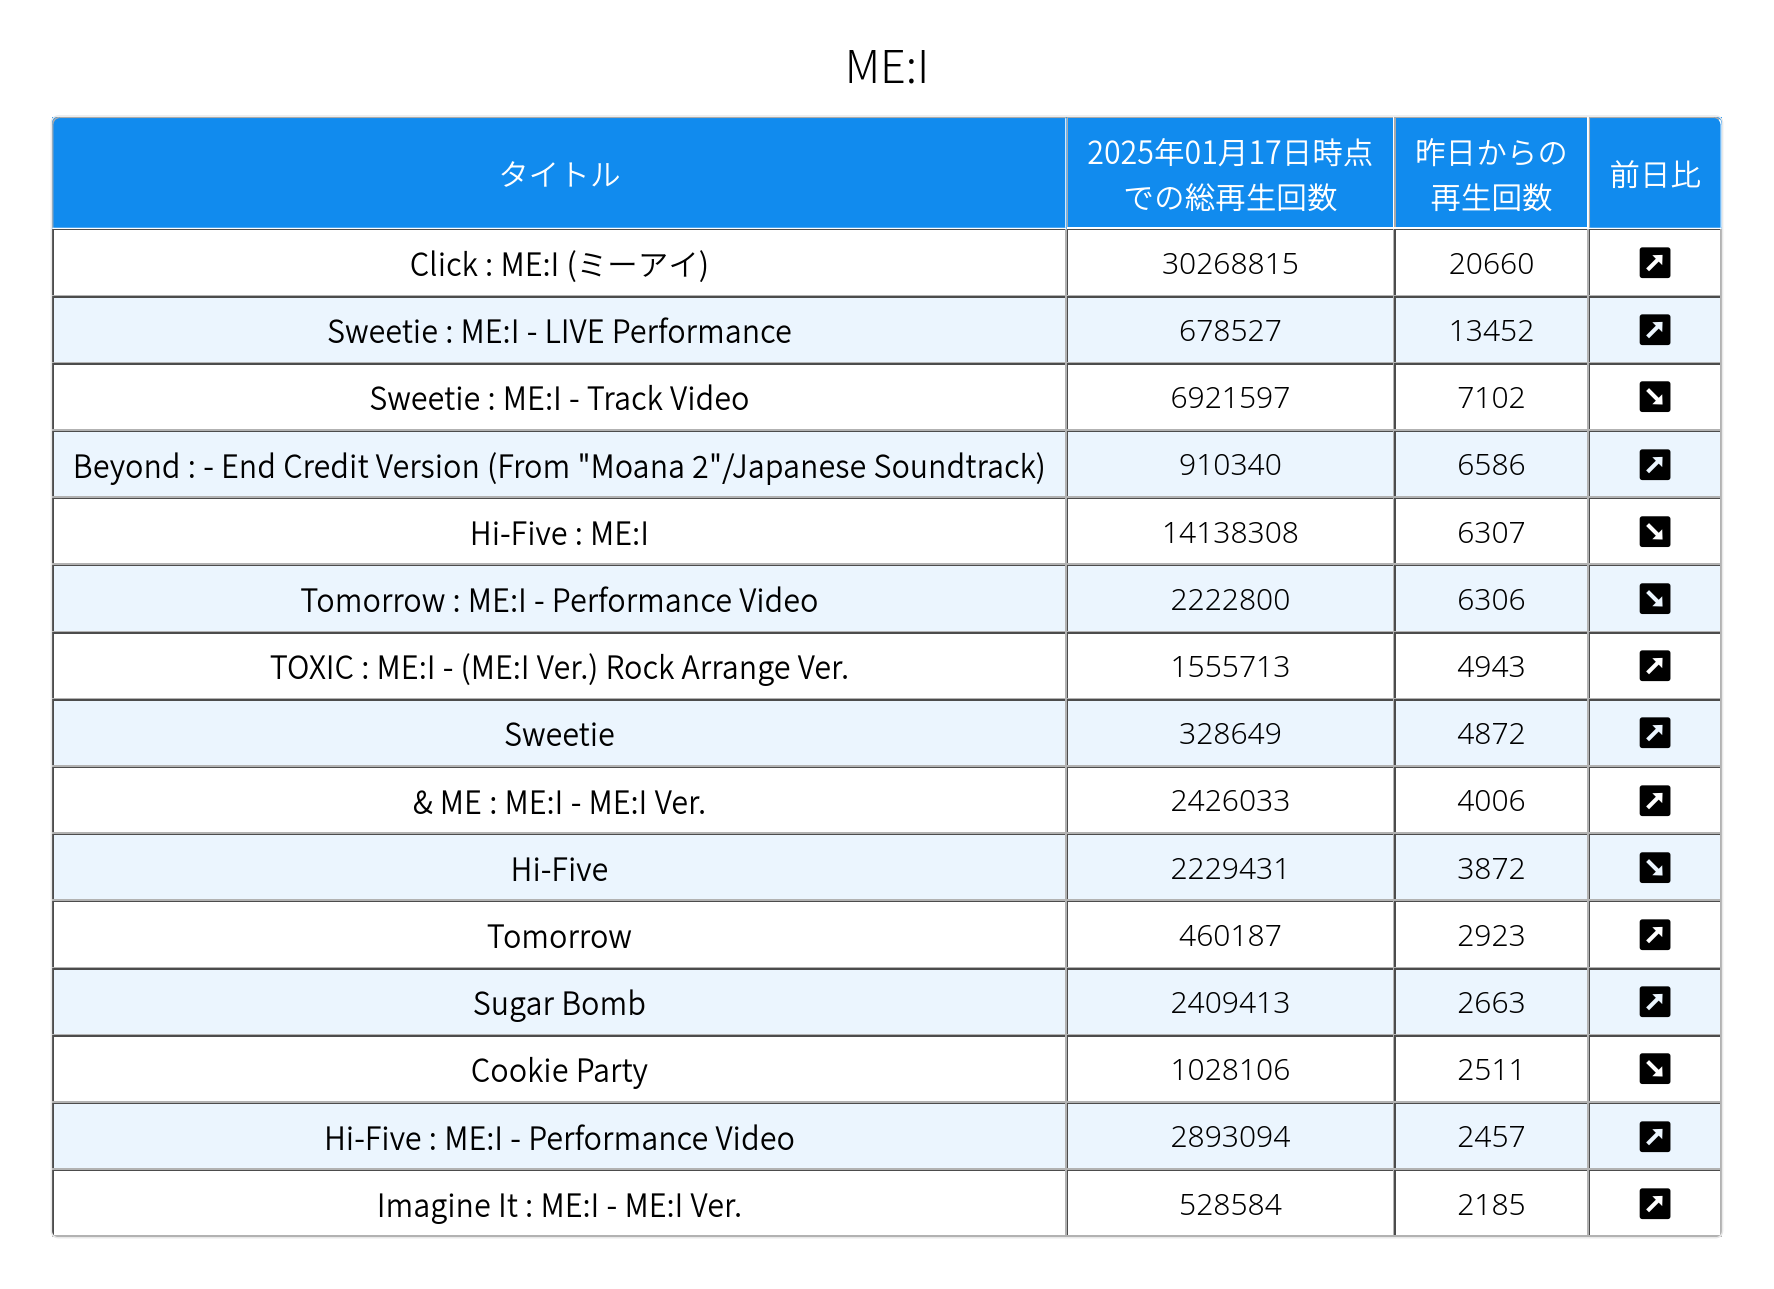 ME:I
タイトル
2025年01月17日時点
での総再生回数
昨日からの
再生回数
前日比
Click : ME:I (ミーアイ) 30268815 20660
Sweetie : ME:I - LIVE Performance 678527 13452
Sweetie : ME:I - Track Video 6921597 7102
Beyond : - End Credit Version (From "Moana 2"/Japanese Soundtrack) 910340 6586
Hi-Five : ME:I 14138308 6307
Tomorrow : ME:I - Performance Video 2222800 6306
TOXIC : ME:I - (ME:I Ver.) Rock Arrange Ver. 1555713 4943
Sweetie 328649 4872
& ME : ME:I - ME:I Ver. 2426033 4006
Hi-Five 2229431 3872
Tomorrow 460187 2923
Sugar Bomb 2409413 2663
Cookie Party 1028106 2511
Hi-Five : ME:I - Performance Video 2893094 2457
Imagine It : ME:I - ME:I Ver. 528584 2185